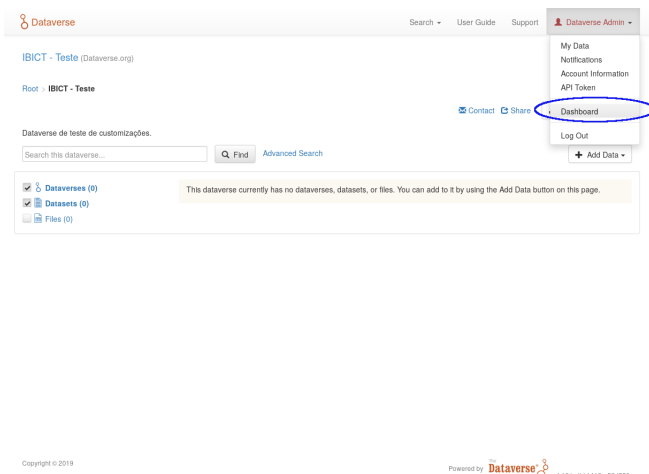 Dataverse
Search User Guide Support Dataverse Admin
My Data
Notifications
Account Information
API Token
Dashboard
Log Out
IBICT - Teste (Dataverse.org)
Root > IBICT - Teste
Contact Share
Dataverse de teste de customizações.
Search this dataverse... Find Advanced Search Add Data
Dataverses (0)
Datasets (0)
Files (0)
This dataverse currently has no dataverses, datasets, or files. You can add to it by using the Add Data button on this page.
Copyright © 2019
Powered by The Dataverse